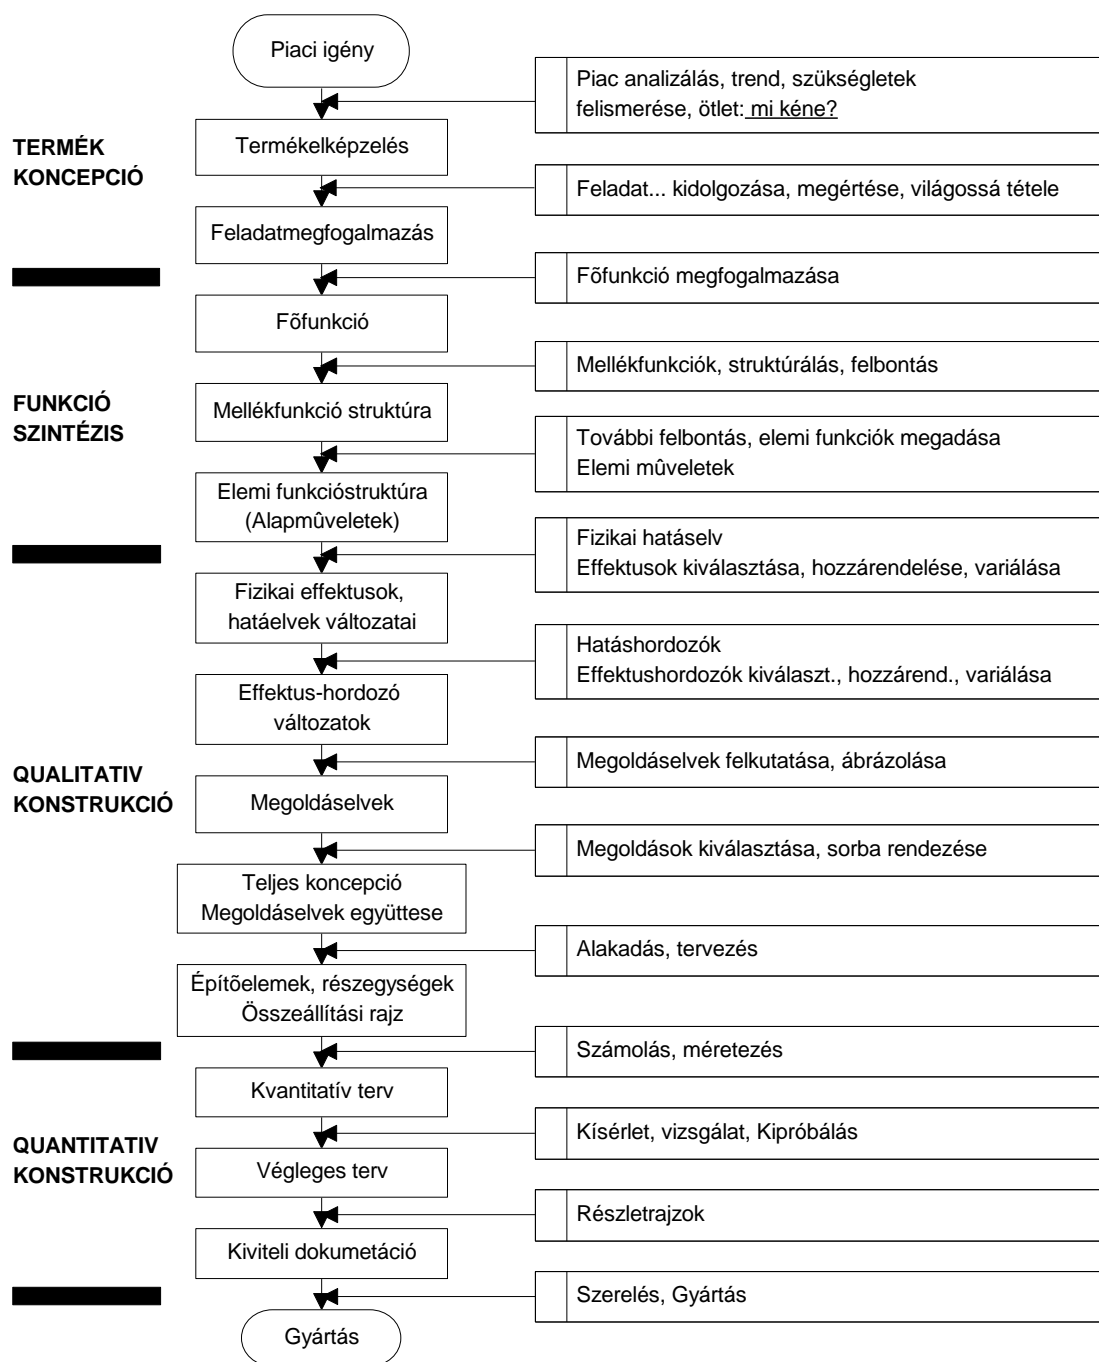 Piaci igény
Piac analizálás, trend, szükségletek
felismerése, ötlet: mi kéne?
TERMÉK
KONCEPCIÓ
Termékelképzelés
Feladat... kidolgozása, megértése, világossá tétele
Feladatmegfogalmazás
Fõfunkció megfogalmazása
Fõfunkció
Mellékfunkciók, struktúrálás, felbontás
FUNKCIÓ
SZINTÉZIS
Mellékfunkció struktúra
További felbontás, elemi funkciók megadása
Elemi mûveletek
Elemi funkcióstruktúra
(Alapmûveletek)
Fizikai hatáselv
Effektusok kiválasztása, hozzárendelése, variálása
Fizikai effektusok,
hatáelvek változatai
Hatáshordozók
Effektushordozók kiválaszt., hozzárend., variálása
Effektus-hordozó
változatok
Megoldáselvek felkutatása, ábrázolása
QUALITATIV
KONSTRUKCIÓ
Megoldáselvek
Megoldások kiválasztása, sorba rendezése
Teljes koncepció
Megoldáselvek együttese
Alakadás, tervezés
Építõelemek, részegységek
Összeállítási rajz
Számolás, méretezés
Kvantitatív terv
Kísérlet, vizsgálat, Kipróbálás
QUANTITATIV
KONSTRUKCIÓ
Végleges terv
Részletrajzok
Kiviteli dokumetáció
Szerelés, Gyártás
Gyártás